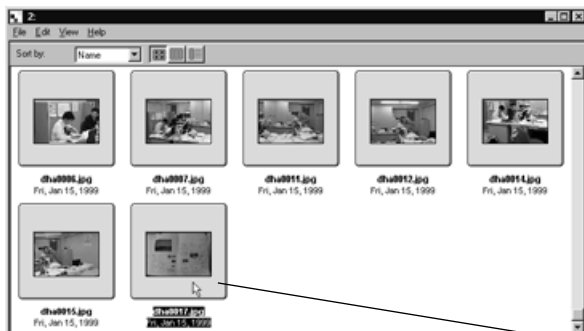 2:
File Edit View Help
Sort by: Name
dha0006.jpg dha0007.jpg dha0011.jpg dha0012.jpg dha0014.jpg
Fri, Jan 15, 1999 Fri, Jan 15, 1999 Fri, Jan 15, 1999 Fri, Jan 15, 1999 Fri, Jan 15, 1999
dha0015.jpg dha0017.jpg
Fri, Jan 15, 1999 Fri, Jan 15, 1999